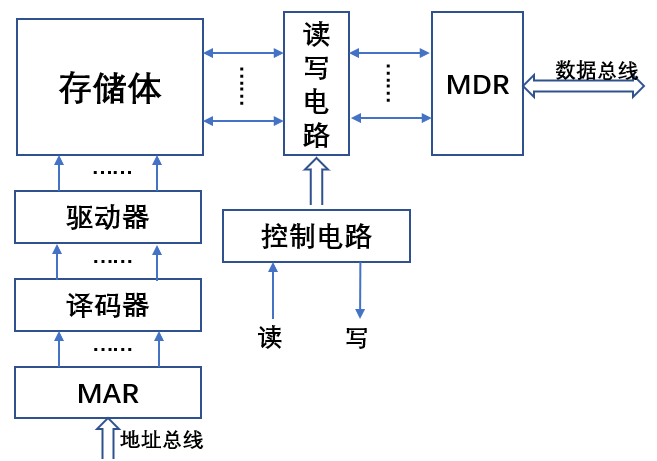 存储体
读
写
电
路
MDR
数据总线
……
……
……
驱动器
……
控制电路
译码器
……
读
写
MAR
地址总线